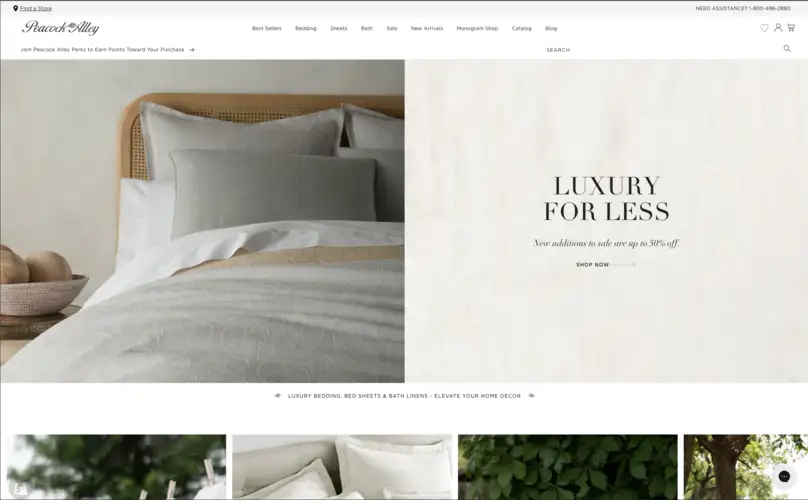 Find a Store
NEED ASSISTANCE? 1-800-496-2880
Peacock Alley
Best Sellers Bedding Sheets Bath Sale New Arrivals Monogram Shop Catalog Blog
Join Peacock Alley Perks to Earn Points Toward Your Purchase →
SEARCH
LUXURY
FOR LESS
New additions to sale are up to 50% off.
SHOP NOW
LUXURY BEDDING, BED SHEETS & BATH LINENS - ELEVATE YOUR HOME DECOR